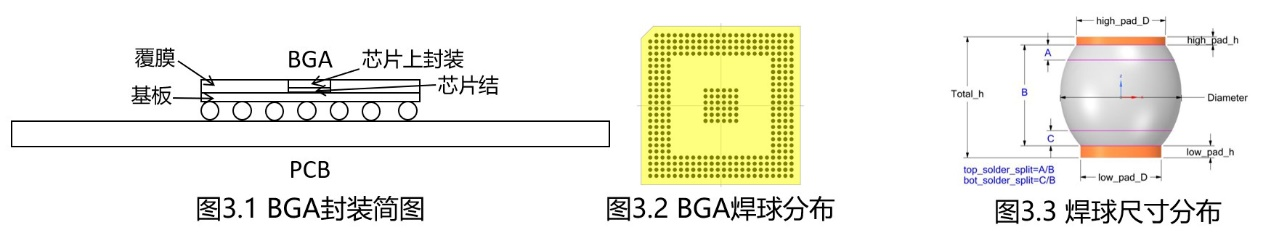 覆膜
BGA
芯片上封装
芯片结
基板
PCB
图3.1 BGA封装简图
图3.2 BGA焊球分布
high_pad_D
high_pad_h
A
Total_h
B
Diameter
C
low_pad_h
top_solder_split=A/B
bot_solder_split=C/B
low_pad_D
图3.3 焊球尺寸分布